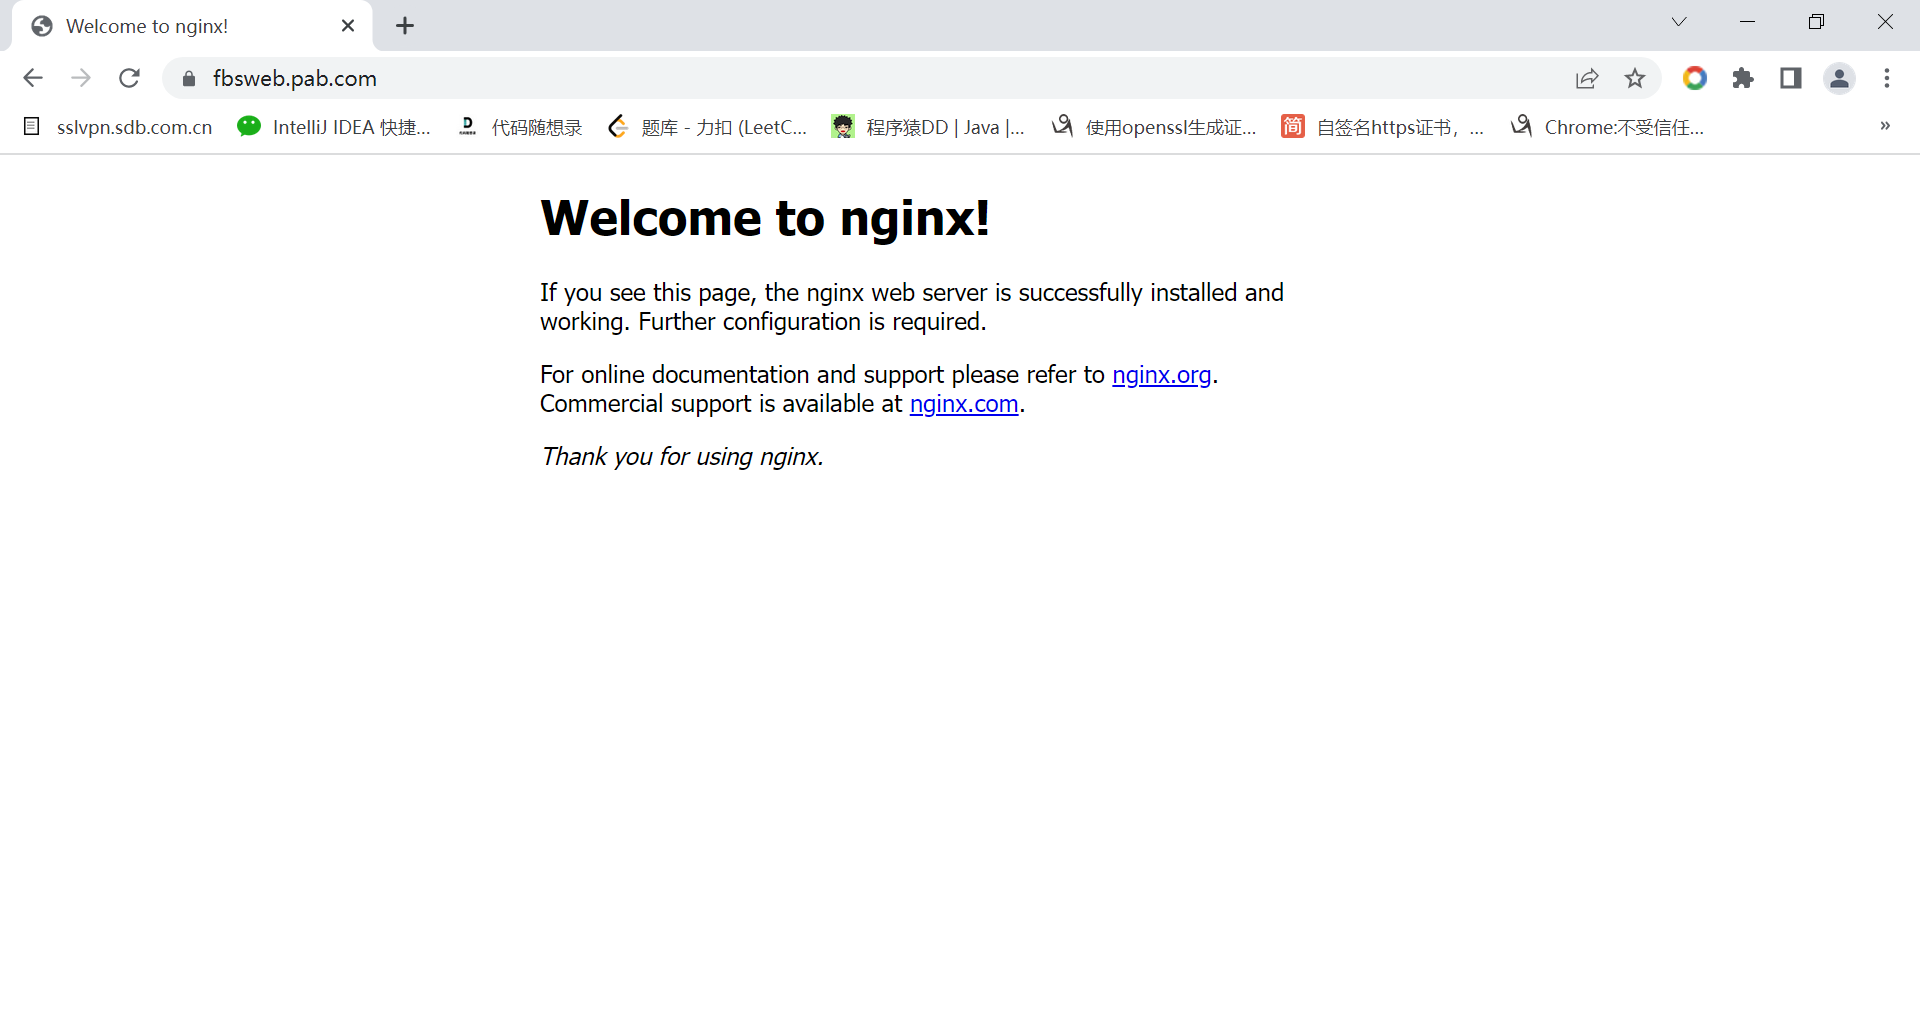 Welcome to nginx!
fbsweb.pab.com
sslvpn.sdb.com.cn IntelliJ IDEA 快捷... 代码随想录 题库 - 力扣 (LeetC... 程序猿DD | Java |... 使用openssl生成证... 简 自签名https证书，... Chrome:不受信任... »
Welcome to nginx!
If you see this page, the nginx web server is successfully installed and
working. Further configuration is required.
For online documentation and support please refer to nginx.org.
Commercial support is available at nginx.com.
Thank you for using nginx.